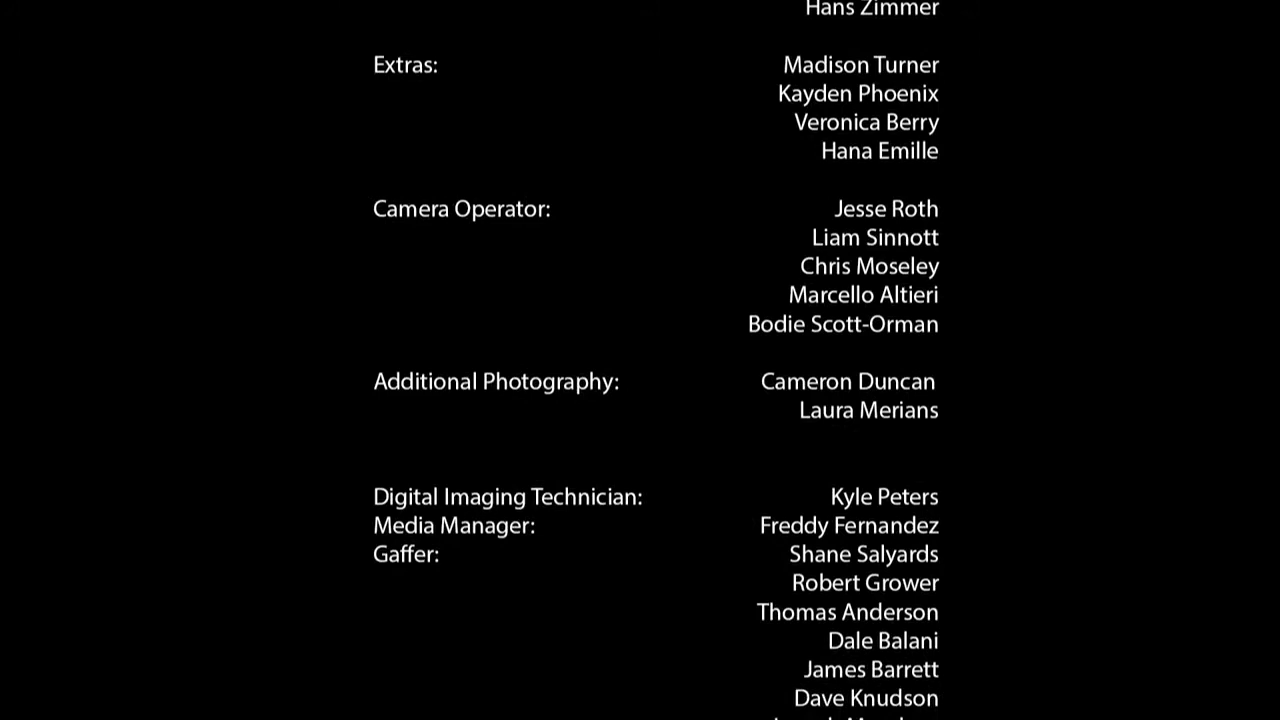 Hans Zimmer
Extras: Madison Turner
Kayden Phoenix
Veronica Berry
Hana Emille
Camera Operator: Jesse Roth
Liam Sinnott
Chris Moseley
Marcello Altieri
Bodie Scott-Orman
Additional Photography: Cameron Duncan
Laura Merians
Digital Imaging Technician: Kyle Peters
Media Manager: Freddy Fernandez
Gaffer: Shane Salyards
Robert Grower
Thomas Anderson
Dale Balani
James Barrett
Dave Knudson